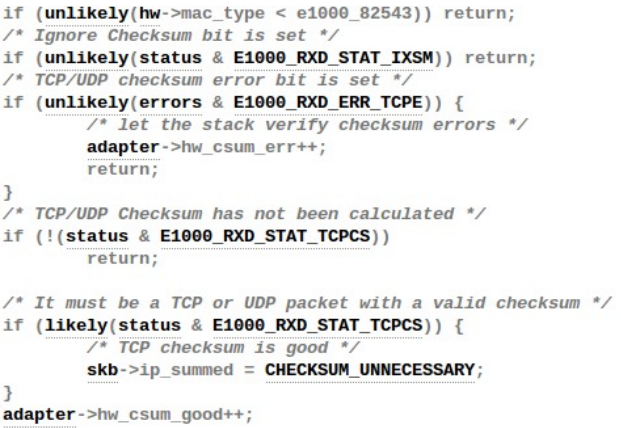 if (unlikely(hw->mac_type < e1000_82543)) return;
/* Ignore Checksum bit is set */
if (unlikely(status & E1000_RXD_STAT_IXSM)) return;
/* TCP/UDP checksum error bit is set */
if (unlikely(errors & E1000_RXD_ERR_TCPE)) {
        /* let the stack verify checksum errors */
        adapter->hw_csum_err++;
        return;
}
/* TCP/UDP Checksum has not been calculated */
if (!(status & E1000_RXD_STAT_TCPCS))
        return;

/* It must be a TCP or UDP packet with a valid checksum */
if (likely(status & E1000_RXD_STAT_TCPCS)) {
        /* TCP checksum is good */
        skb->ip_summed = CHECKSUM_UNNECESSARY;
}
adapter->hw_csum_good++;